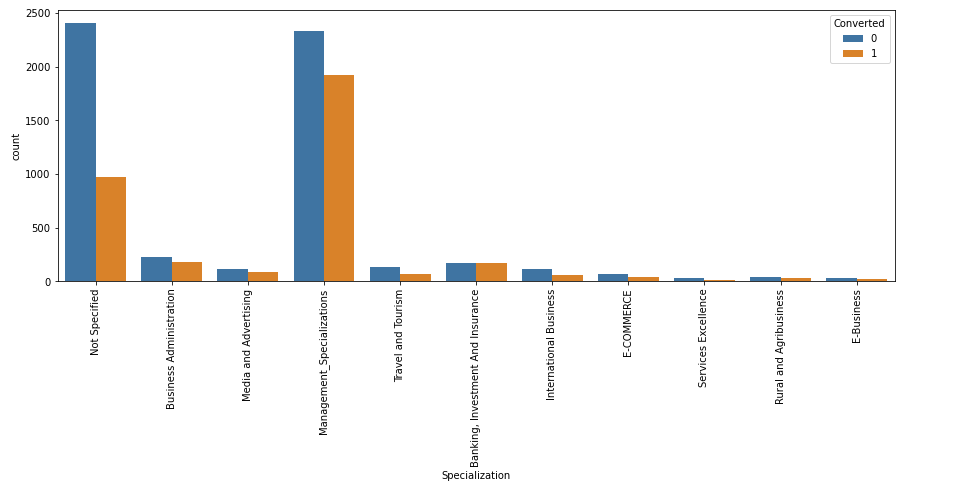 Converted
0
1
2500
2000
1500
1000
500
0
count
Not Specified
Business Administration
Media and Advertising
Management_Specializations
Travel and Tourism
Banking, Investment And Insurance
International Business
E-COMMERCE
Services Excellence
Rural and Agribusiness
E-Business
Specialization